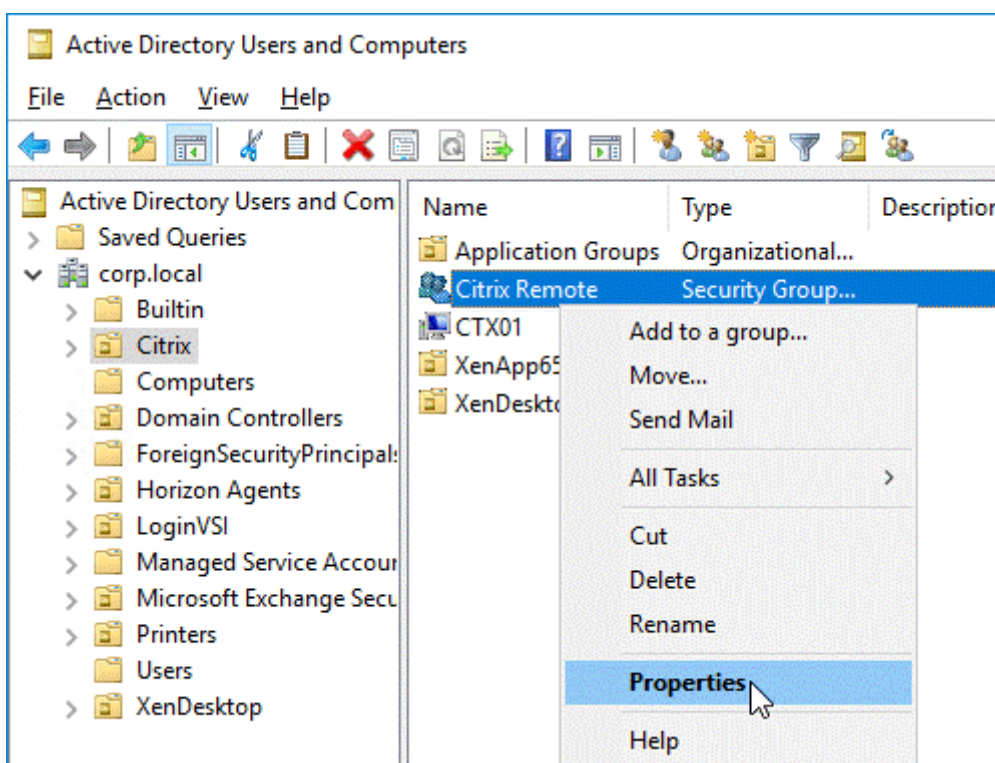 Active Directory Users and Computers
File Action View Help
Active Directory Users and Com
Saved Queries
corp.local
Builtin
Citrix
Computers
Domain Controllers
ForeignSecurityPrincipals
Horizon Agents
LoginVSI
Managed Service Accour
Microsoft Exchange Secu
Printers
Users
XenDesktop
Name Type Description
Application Groups Organizational...
Citrix Remote Security Group...
CTX01
XenApp65
XenDeskto
Add to a group...
Move...
Send Mail
All Tasks
Cut
Delete
Rename
Properties
Help